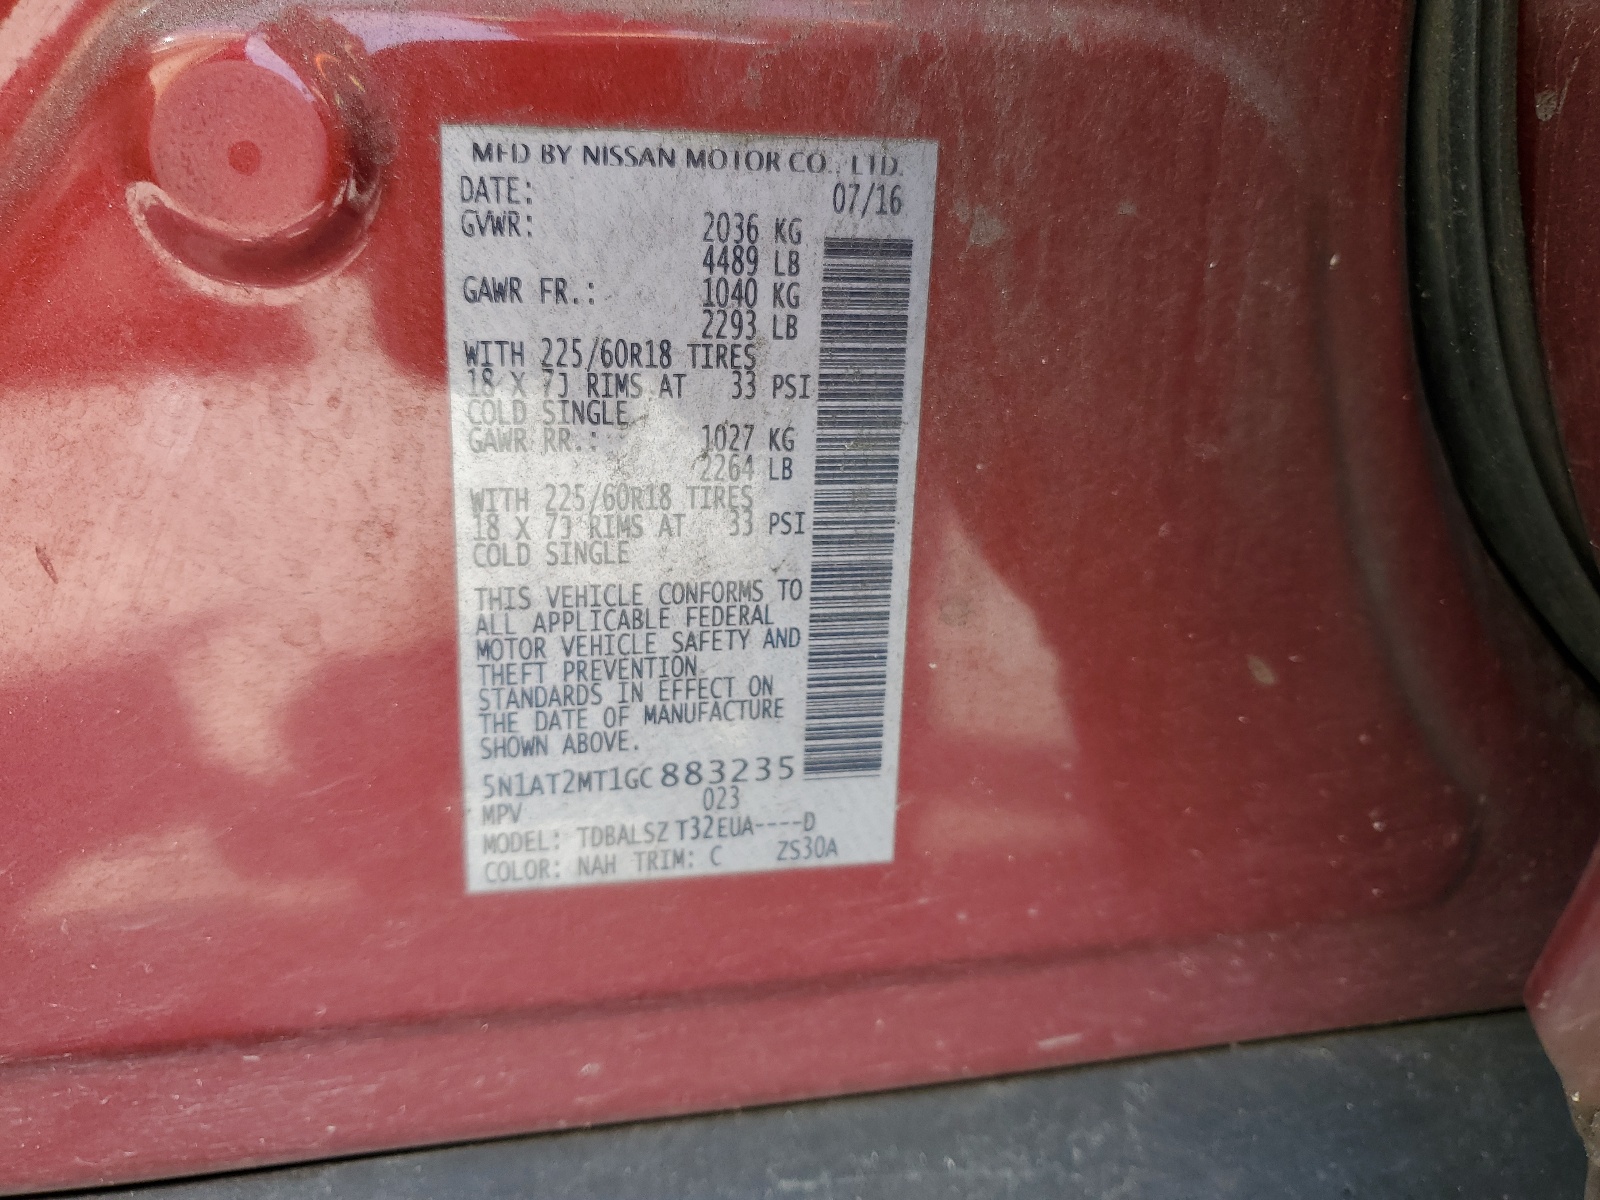 MFD BY NISSAN MOTOR CO., LTD.
DATE: 07/16
GVWR: 2036 KG
4489 LB
GAWR FR.: 1040 KG
2293 LB
WITH 225/60R18 TIRES
18 X 7J RIMS AT 33 PSI
COLD SINGLE
GAWR RR.: 1027 KG
2264 LB
WITH 225/60R18 TIRES
18 X 7J RIMS AT 33 PSI
COLD SINGLE
THIS VEHICLE CONFORMS TO
ALL APPLICABLE FEDERAL
MOTOR VEHICLE SAFETY AND
THEFT PREVENTION
STANDARDS IN EFFECT ON
THE DATE OF MANUFACTURE
SHOWN ABOVE.
5N1AT2MT1GC883235
MPV 023
MODEL: TDBALSZ T32EUA----D
COLOR: NAH TRIM: C ZS30A